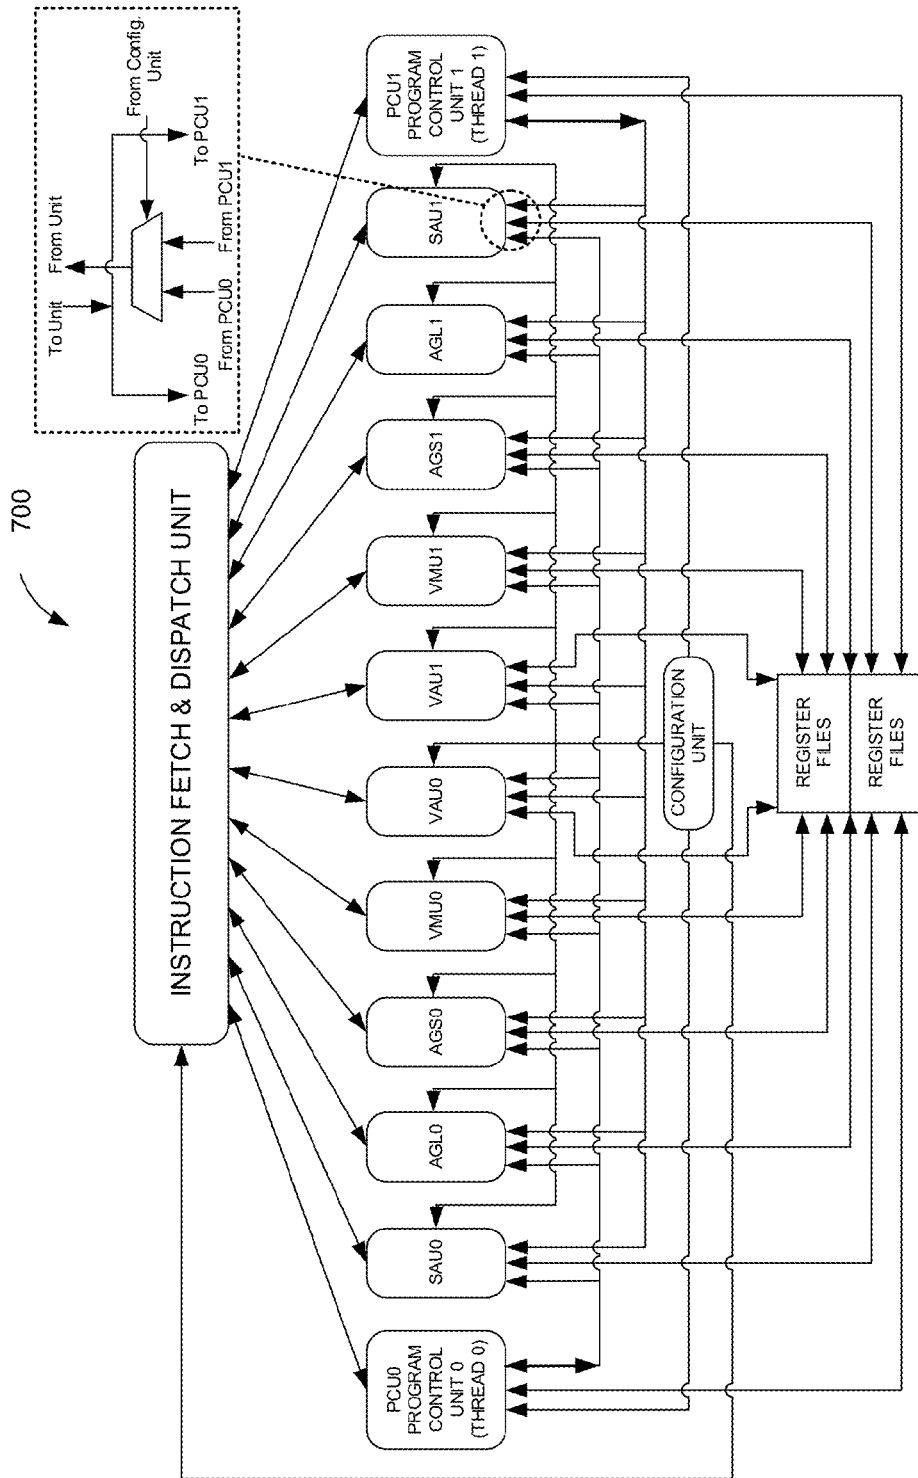 700
INSTRUCTION FETCH & DISPATCH UNIT
To Unit
From Unit
From Config.
Unit
To PCU0
From PCU0
From PCU1
To PCU1
PCU0
PROGRAM
CONTROL
UNIT 0
(THREAD 0)
SAU0
AGL0
AGS0
VMU0
VAU0
VAU1
VMU1
AGS1
AGL1
SAU1
PCU1
PROGRAM
CONTROL
UNIT 1
(THREAD 1)
CONFIGURATION
UNIT
REGISTER
FILES
REGISTER
FILES